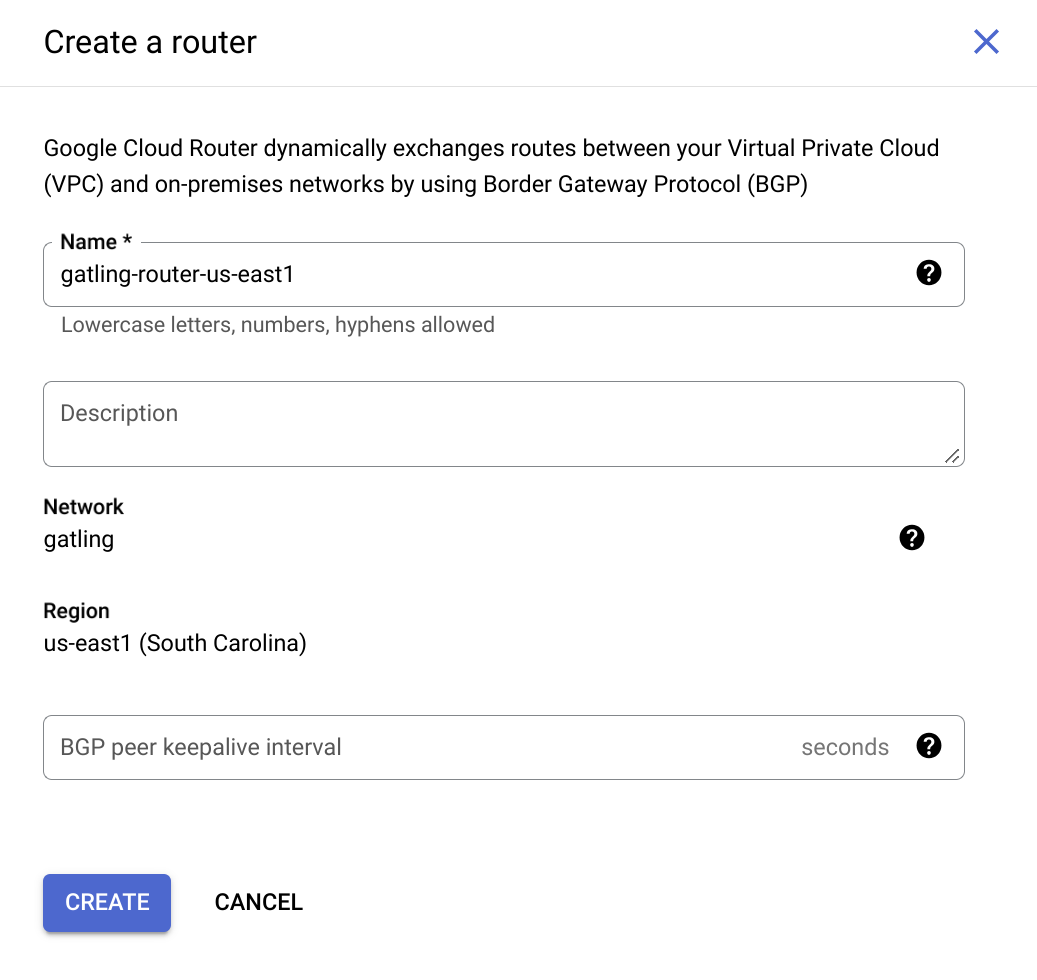 Create a router
Google Cloud Router dynamically exchanges routes between your Virtual Private Cloud
(VPC) and on-premises networks by using Border Gateway Protocol (BGP)
Name *
gatling-router-us-east1
Lowercase letters, numbers, hyphens allowed
Description
Network
gatling
Region
us-east1 (South Carolina)
BGP peer keepalive interval seconds
CREATE CANCEL